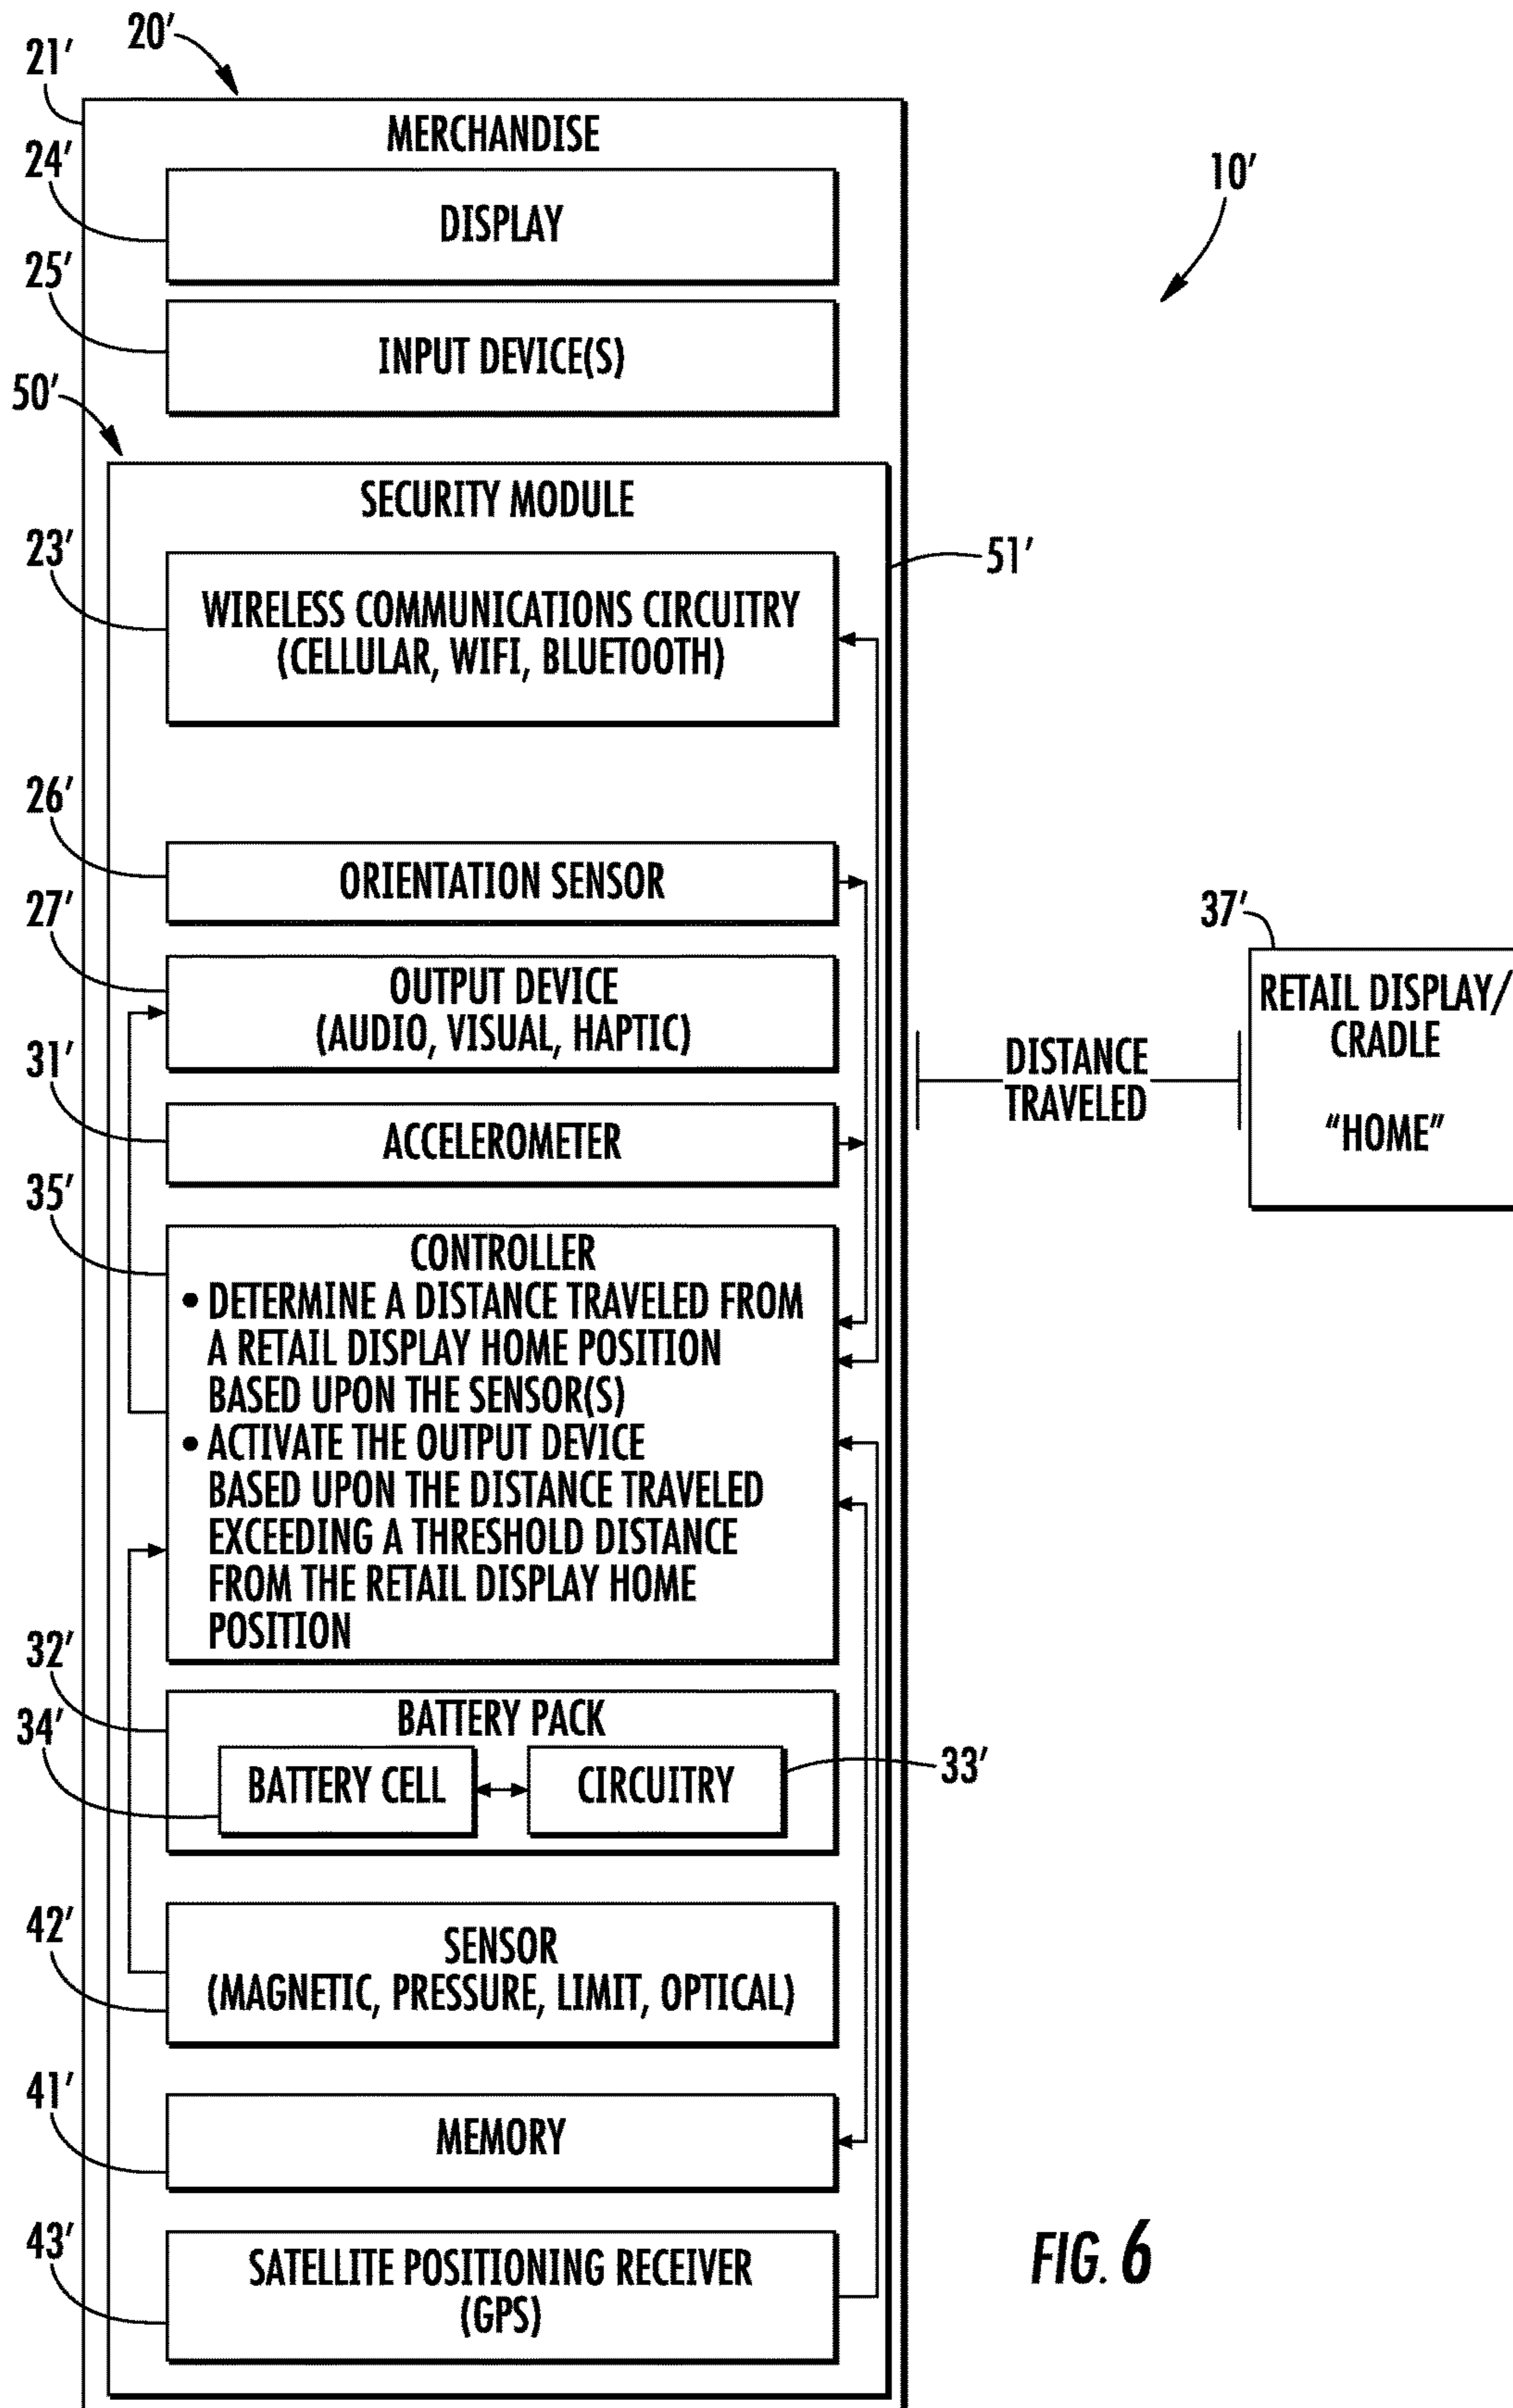 20′
21′
MERCHANDISE
24′
DISPLAY
10′
25′
INPUT DEVICE(S)
50′
SECURITY MODULE
23′
51′
WIRELESS COMMUNICATIONS CIRCUITRY
(CELLULAR, WIFI, BLUETOOTH)
26′
ORIENTATION SENSOR
27′
37′
OUTPUT DEVICE
(AUDIO, VISUAL, HAPTIC)
RETAIL DISPLAY/
CRADLE
"HOME"
DISTANCE
TRAVELED
31′
ACCELEROMETER
35′
CONTROLLER
• DETERMINE A DISTANCE TRAVELED FROM
A RETAIL DISPLAY HOME POSITION
BASED UPON THE SENSOR(S)
• ACTIVATE THE OUTPUT DEVICE
BASED UPON THE DISTANCE TRAVELED
EXCEEDING A THRESHOLD DISTANCE
FROM THE RETAIL DISPLAY HOME
POSITION
32′
BATTERY PACK
34′
BATTERY CELL
CIRCUITRY
33′
42′
SENSOR
(MAGNETIC, PRESSURE, LIMIT, OPTICAL)
41′
MEMORY
43′
SATELLITE POSITIONING RECEIVER
(GPS)
FIG. 6